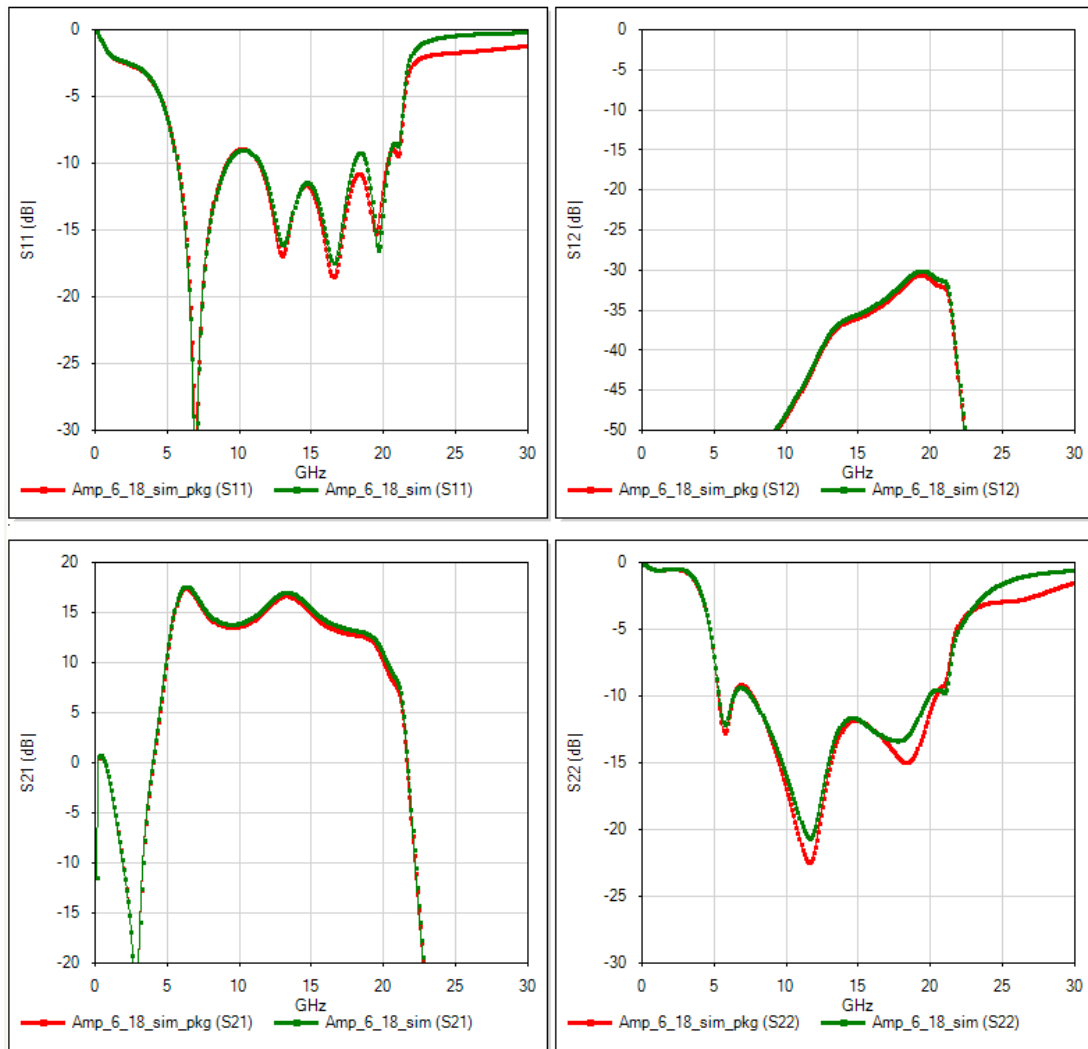 S11 (dB|
0
-5
-10
-15
-20
-25
-30
0 5 10 15 20 25 30
GHz
Amp_6_18_sim_pkg (S11) Amp_6_18_sim (S11)
S12 (dB|
0
-5
-10
-15
-20
-25
-30
-35
-40
-45
-50
0 5 10 15 20 25 30
GHz
Amp_6_18_sim_pkg (S12) Amp_6_18_sim (S12)
S21 (dB|
20
15
10
5
0
-5
-10
-15
-20
0 5 10 15 20 25 30
GHz
Amp_6_18_sim_pkg (S21) Amp_6_18_sim (S21)
S22 (dB|
0
-5
-10
-15
-20
-25
-30
0 5 10 15 20 25 30
GHz
Amp_6_18_sim_pkg (S22) Amp_6_18_sim (S22)